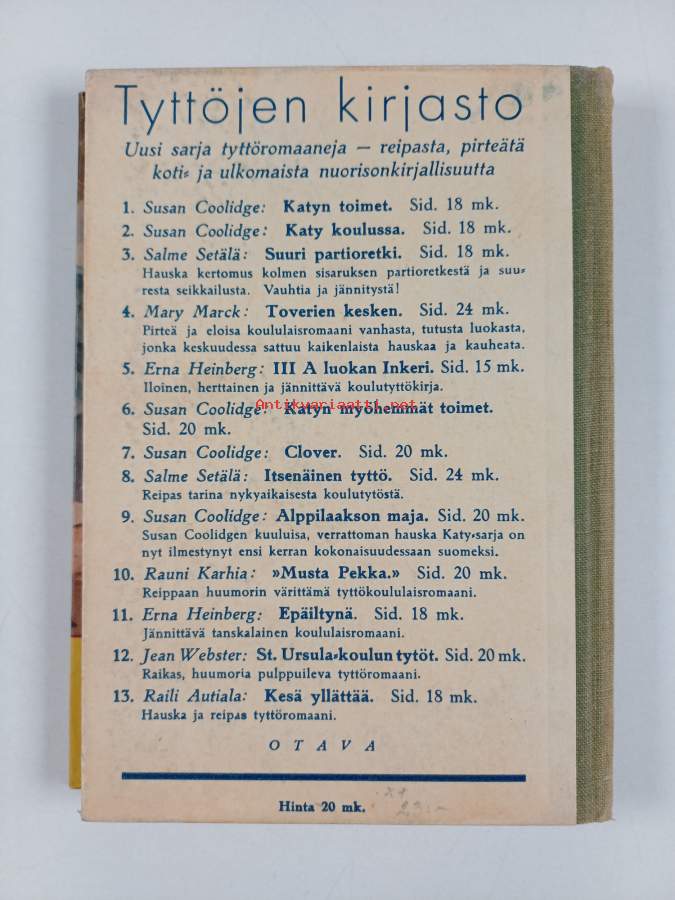 Tyttöjen kirjasto
Uusi sarja tyttöromaaneja — reipasta, pirteätä
koti- ja ulkomaista nuorisonkirjallisuutta
1. Susan Coolidge: Katyn toimet. Sid. 18 mk.
2. Susan Coolidge: Katy koulussa. Sid. 18 mk.
3. Salme Setälä: Suuri partioretki. Sid. 18 mk.
Hauska kertomus kolmen sisaruksen partioretkestä ja suu-
resta seikkailusta. Vauhtia ja jännitystä!
4. Mary Marck: Toverien kesken. Sid. 24 mk.
Pirteä ja eloisa koululaisromaani vanhasta, tutusta luokasta,
jonka keskuudessa sattuu kaikenlaista hauskaa ja kauheata.
5. Erna Heinberg: III A luokan Inkeri. Sid. 15 mk.
Iloinen, herttainen ja jännittävä koulutyttökirja.
6. Susan Coolidge: Katyn myöhemmät toimet.
Antikvariaatti.net
Sid. 20 mk.
7. Susan Coolidge: Clover. Sid. 20 mk.
8. Salme Setälä: Itsenäinen tyttö. Sid. 24 mk.
Reipas tarina nykyaikaisesta koulutytöstä.
9. Susan Coolidge: Alppilaakson maja. Sid. 20 mk.
Susan Coolidgen kuuluisa, verrattoman hauska Katy-sarja on
nyt ilmestynyt ensi kerran kokonaisuudessaan suomeksi.
10. Rauni Karhia: »Musta Pekka.» Sid. 20 mk.
Reippaan huumorin värittämä tyttökoululaisromaani.
11. Erna Heinberg: Epäiltynä. Sid. 18 mk.
Jännittävä tanskalainen koululaisromaani.
12. Jean Webster: St. Ursula-koulun tytöt. Sid. 20 mk.
Raikas, huumoria pulppuileva tyttöromaani.
13. Raili Autiala: Kesä yllättää. Sid. 18 mk.
Hauska ja reipas tyttöromaani.
OTAVA
Hinta 20 mk.